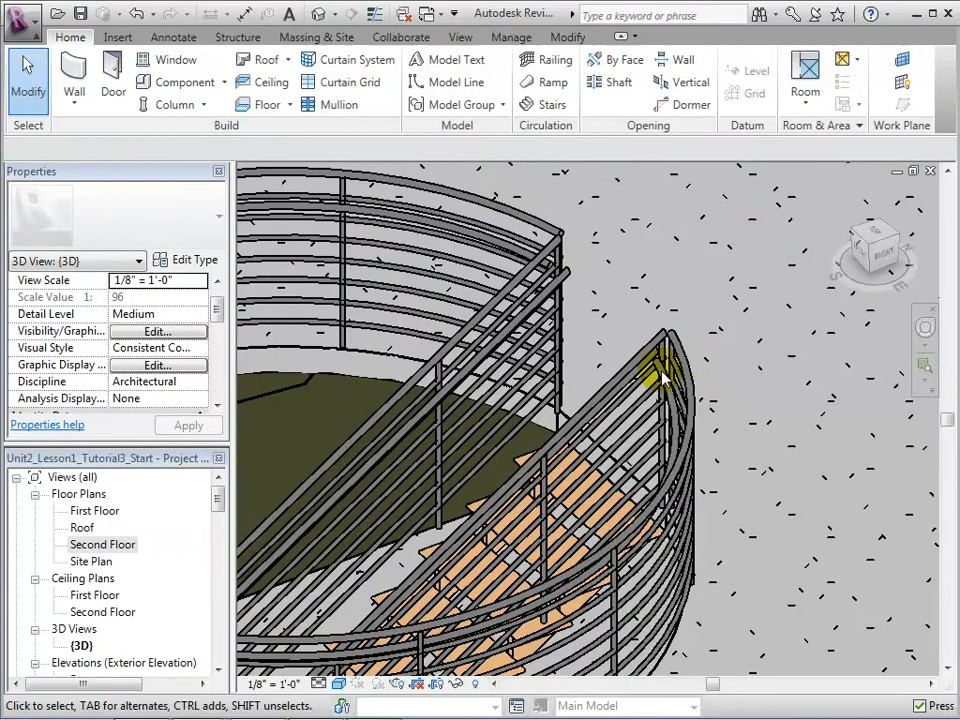 Autodesk Revi...
Type a keyword or phrase
Home Insert Annotate Structure Massing & Site Collaborate View Manage Modify
Modify Wall Door Window Roof Curtain System Model Text Railing By Face Wall Level Room
Component Ceiling Curtain Grid Model Line Ramp Shaft Vertical Grid
Column Floor Mullion Model Group Stairs Dormer
Select Build Model Circulation Opening Datum Room & Area Work Plane
Properties
3D View: {3D} Edit Type
View Scale 1/8" = 1'-0"
Scale Value 1: 96
Detail Level Medium
Visibility/Graphi... Edit...
Visual Style Consistent Co...
Graphic Display ... Edit...
Discipline Architectural
Analysis Display... None
Properties help Apply
Unit2_Lesson1_Tutorial3_Start - Project ...
Views (all)
Floor Plans
First Floor
Roof
Second Floor
Site Plan
Ceiling Plans
First Floor
Second Floor
3D Views
{3D}
Elevations (Exterior Elevation)
TOP
RIGHT
1/8" = 1'-0"
Click to select, TAB for alternates, CTRL adds, SHIFT unselects.
Main Model
Press